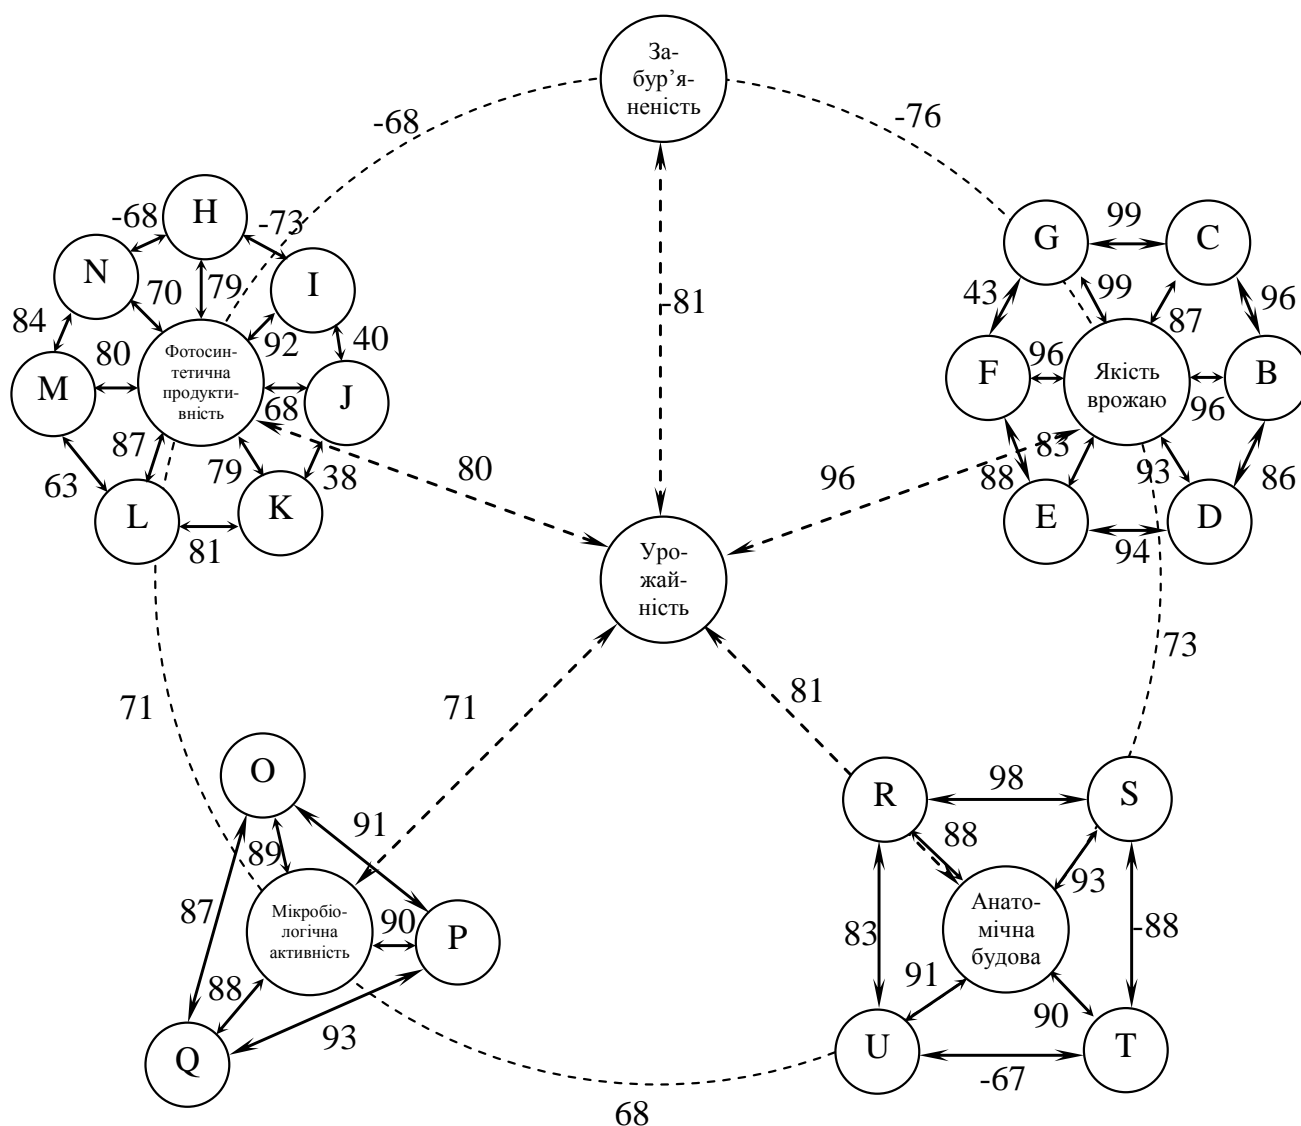 За-
бур’я-
неність
-68
-76
H
-68
-73
G
99
C
N
I
79
70
43
99
96
84
-81
87
92
40
80
Фотосин-
тетична
продукти-
вність
M
J
68
F
96
Якість
врожаю
B
96
87
79
38
63
L
K
81
80
96
83
93
88
86
E
D
94
Уро-
жай-
ність
73
71
71
81
O
91
89
R
98
S
88
93
87
Мікробіо-
логічна
активність
90
P
Анато-
мічна
будова
83
-88
88
91
90
Q
93
U
T
-67
68